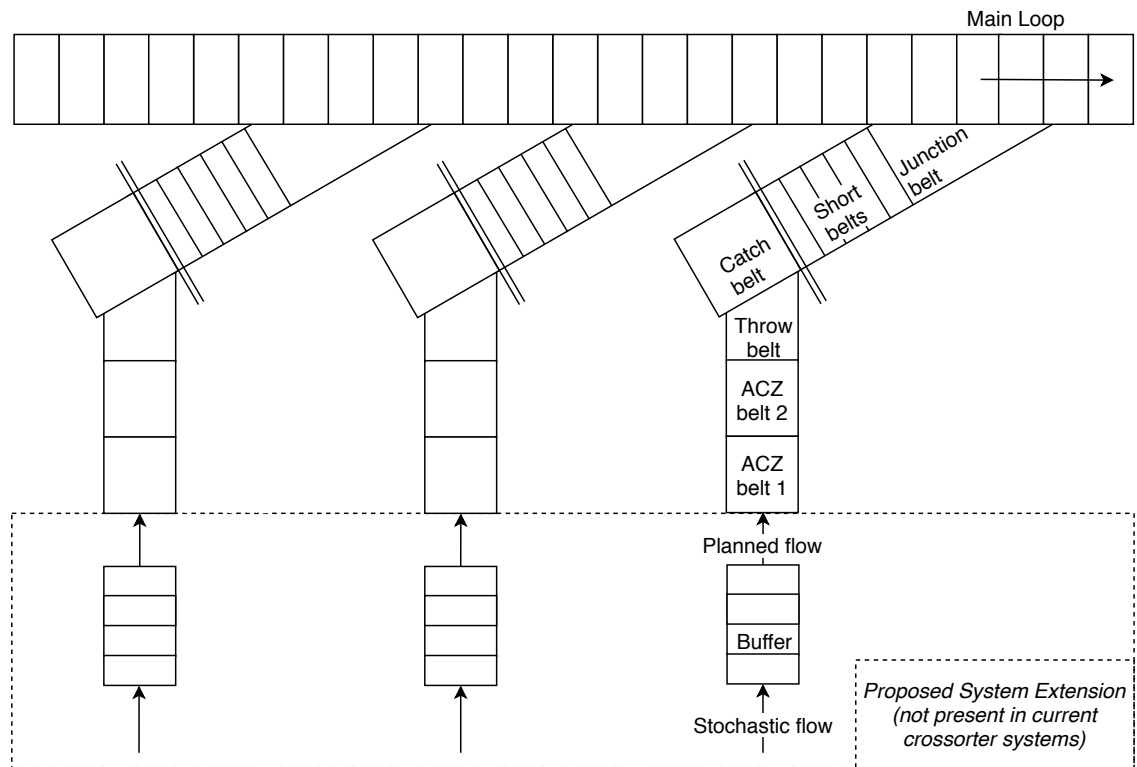 Main Loop
Junction
belt
Short
belts
Catch
belt
Throw
belt
ACZ
belt 2
ACZ
belt 1
Planned flow
Buffer
Stochastic flow
Proposed System Extension
(not present in current
crossorter systems)